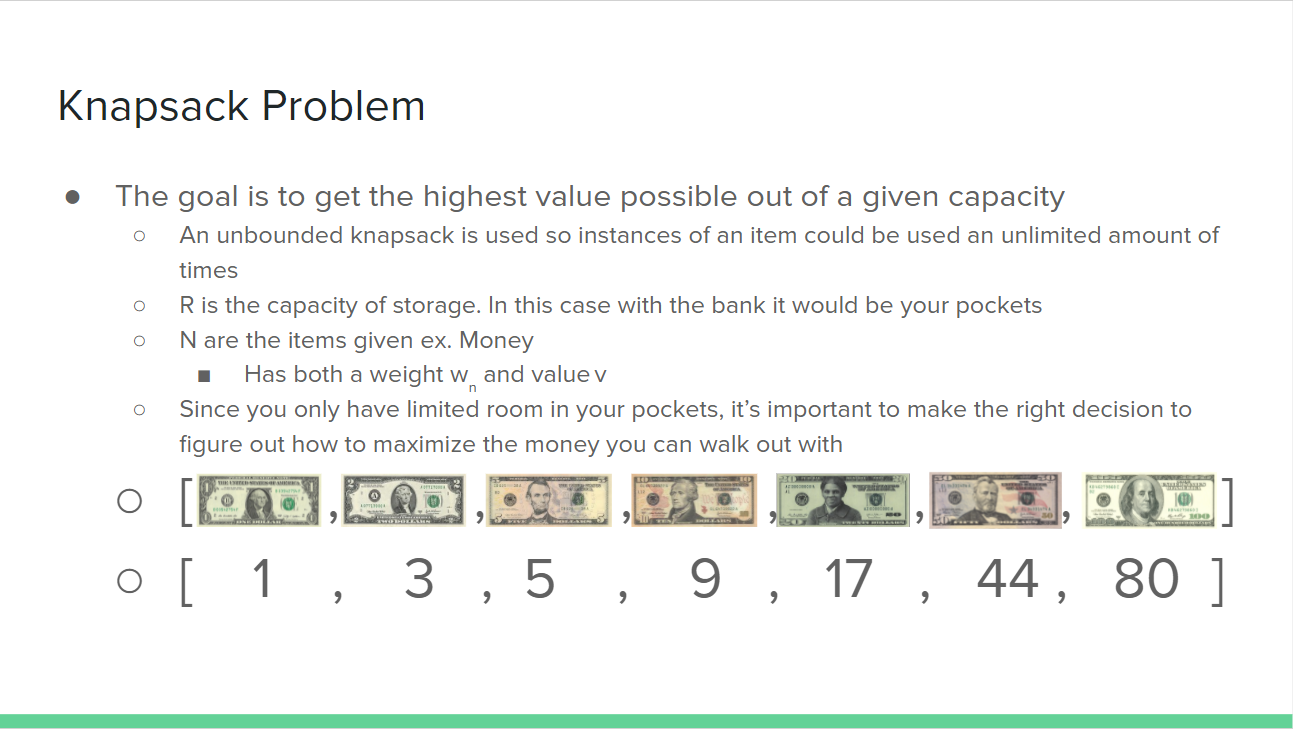 Knapsack Problem
● The goal is to get the highest value possible out of a given capacity
○ An unbounded knapsack is used so instances of an item could be used an unlimited amount of
times
○ R is the capacity of storage. In this case with the bank it would be your pockets
○ N are the items given ex. Money
■ Has both a weight wₙ and value v
○ Since you only have limited room in your pockets, it’s important to make the right decision to
figure out how to maximize the money you can walk out with
○ [ , , , , , , ]
○ [ 1 , 3 , 5 , 9 , 17 , 44 , 80 ]